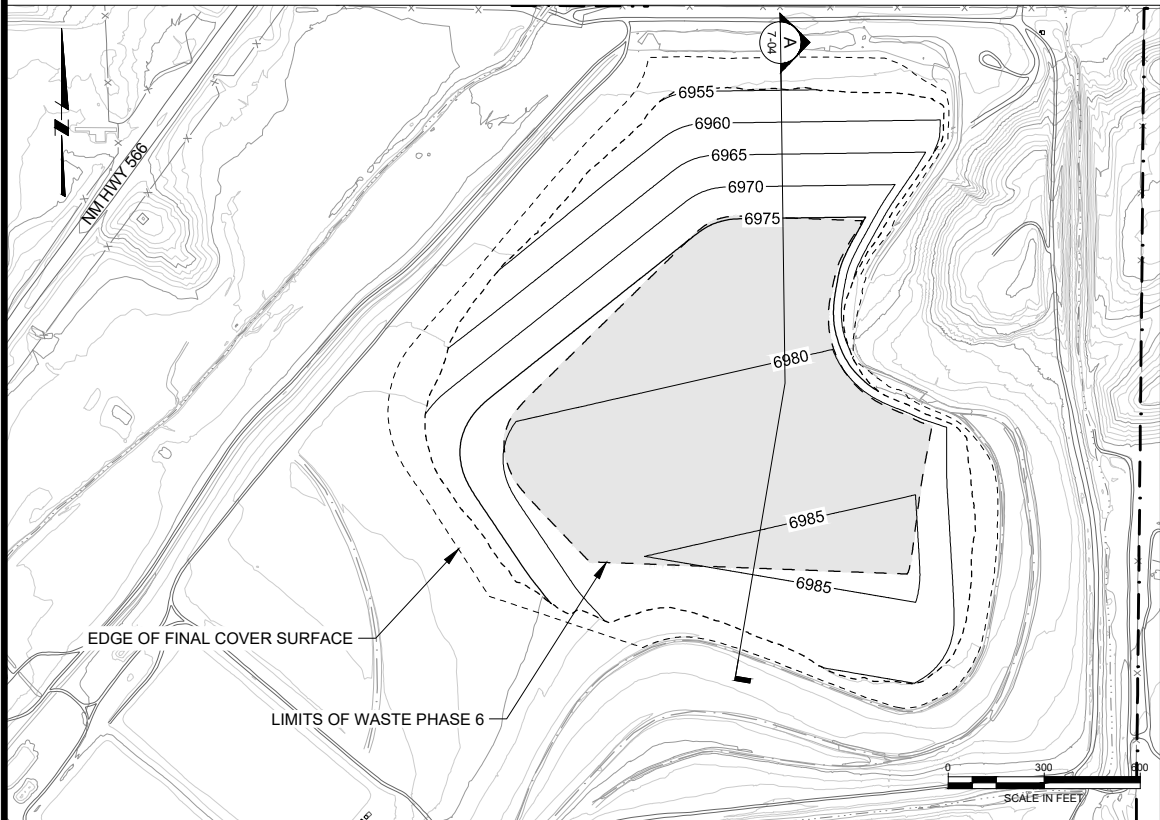 A
7-04
6955
6960
6965
6970
6975
NM HWY 566
6980
6985
6985
EDGE OF FINAL COVER SURFACE
LIMITS OF WASTE PHASE 6
0 300 600
SCALE IN FEET